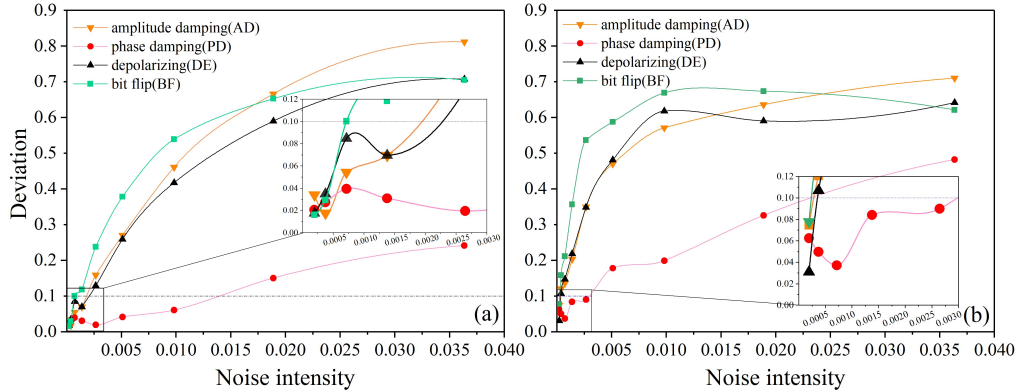 0.9
0.8
0.7
0.6
0.5
0.4
0.3
0.2
0.1
0.0
Deviation
amplitude damping(AD)
phase damping(PD)
depolarizing(DE)
bit flip(BF)
0.12
0.10
0.08
0.06
0.04
0.02
0.00
0.0005 0.0010 0.0015 0.0020 0.0025 0.0030
(a)
0.005 0.010 0.015 0.020 0.025 0.030 0.035 0.040
Noise intensity
0.9
0.8
0.7
0.6
0.5
0.4
0.3
0.2
0.1
0.0
amplitude damping(AD)
phase damping(PD)
depolarizing(DE)
bit flip(BF)
0.12
0.10
0.08
0.06
0.04
0.02
0.00
0.0005 0.0010 0.0015 0.0020 0.0025 0.0030
(b)
0.005 0.010 0.015 0.020 0.025 0.030 0.035 0.040
Noise intensity